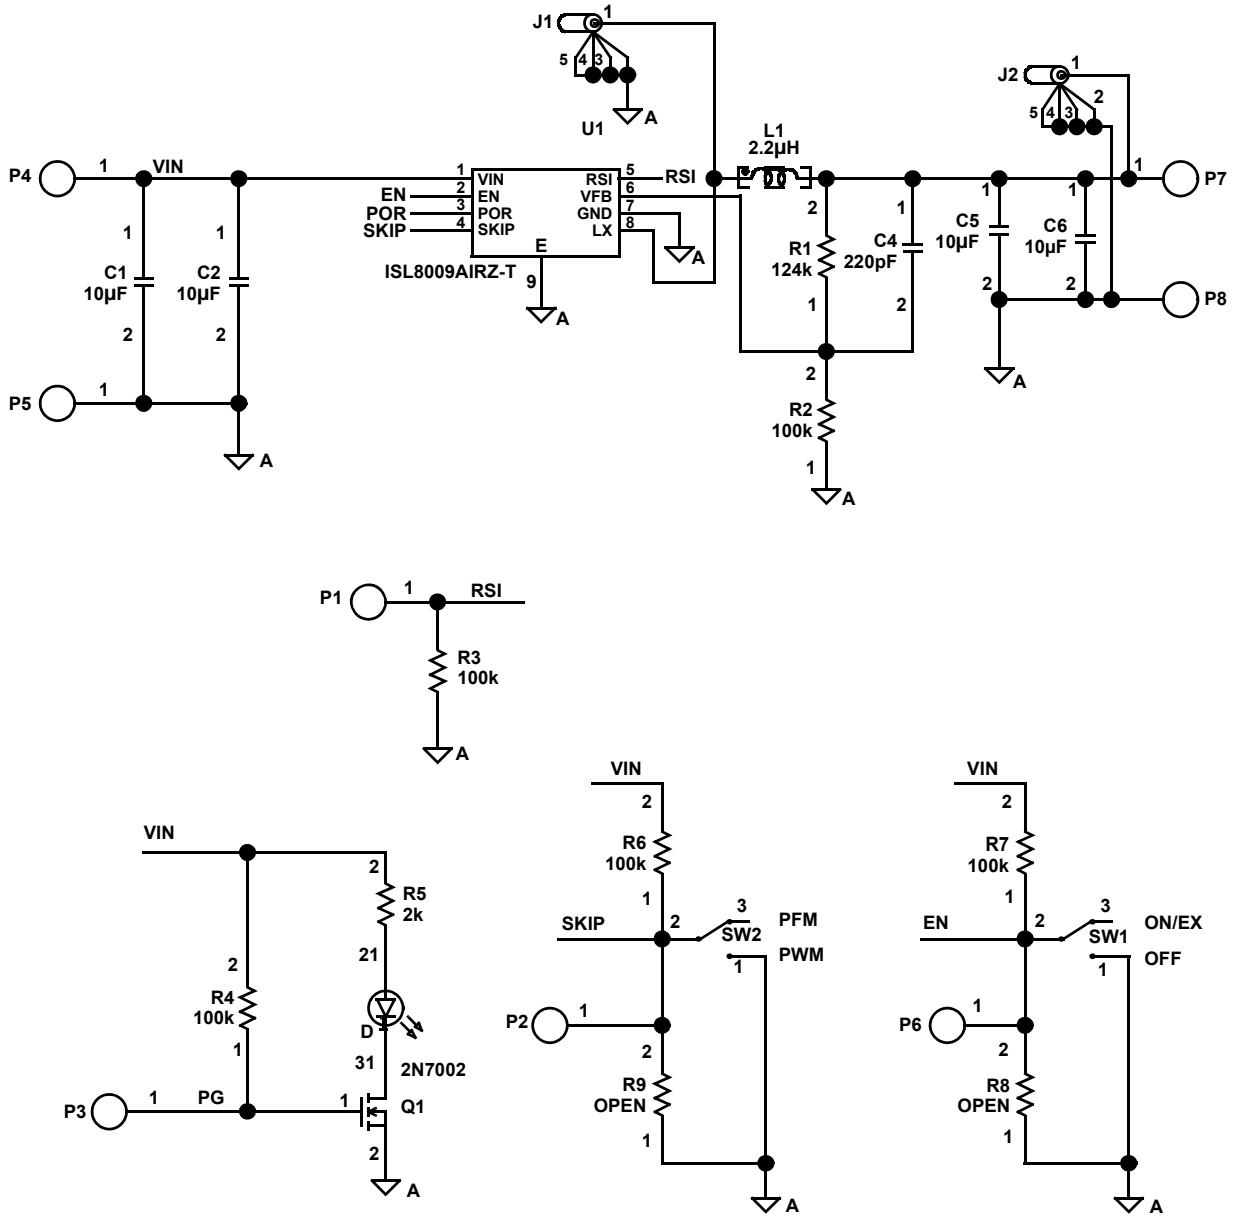 J1 1
5 4 3
A
U1
J2 1
2
5 4 3
L1
2.2µH
P4 1 VIN
1 VIN RSI 5 RSI
EN 2 EN VFB 6
POR 3 POR GND 7
SKIP 4 SKIP LX 8
A
E
ISL8009AIRZ-T
9
A
1
C1
10µF
2
1
C2
10µF
2
P5 1
A
2
R1
124k
1
1
C4
220pF
2
1
C5
10µF
2
1
C6
10µF
2
1 P7
P8
A
2
R2
100k
1
A
P1 1 RSI
R3
100k
A
VIN
2
R5
2k
21
D
31
2N7002
2
R4
100k
1
P3 1 PG 1
Q1
2
A
VIN
2
R6
100k
1
SKIP 2 3 PFM
SW2
1 PWM
P2 1
2
R9
OPEN
1
A
VIN
2
R7
100k
1
EN 2 3 ON/EX
SW1
1 OFF
P6 1
2
R8
OPEN
1
A